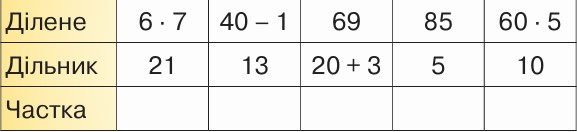 Ділене 6 · 7 40 − 1 69 85 60 · 5
Дільник 21 13 20 + 3 5 10
Частка